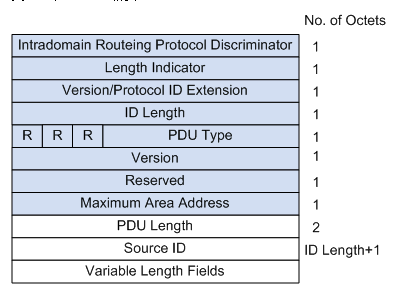 No. of Octets
Intradomain Routeing Protocol Discriminator 1
Length Indicator 1
Version/Protocol ID Extension 1
ID Length 1
R R R PDU Type 1
Version 1
Reserved 1
Maximum Area Address 1
PDU Length 2
Source ID ID Length+1
Variable Length Fields